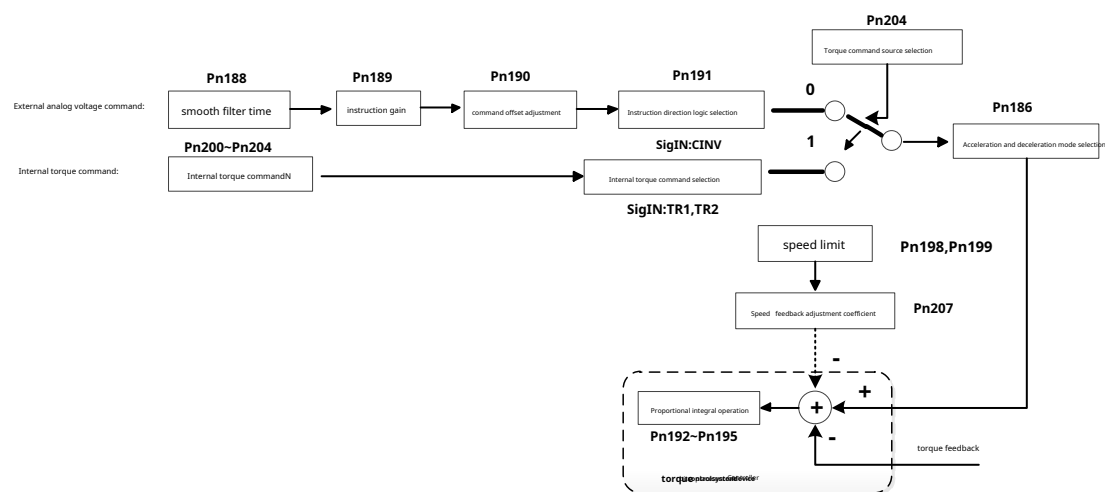 Pn204
Torque command source selection
Pn188
Pn189
Pn190
Pn191
0
External analog voltage command:
smooth filter time
instruction gain
command offset adjustment
Instruction direction logic selection
Pn186
Acceleration and deceleration mode selection
SigIN:CINV
1
Pn200~Pn204
Internal torque command:
Internal torque commandN
Internal torque command selection
SigIN:TR1,TR2
speed limit
Pn198,Pn199
Speed feedback adjustment coefficient
Pn207
-
+
Proportional integral operation
+
Pn192~Pn195
-
torque feedback
torque